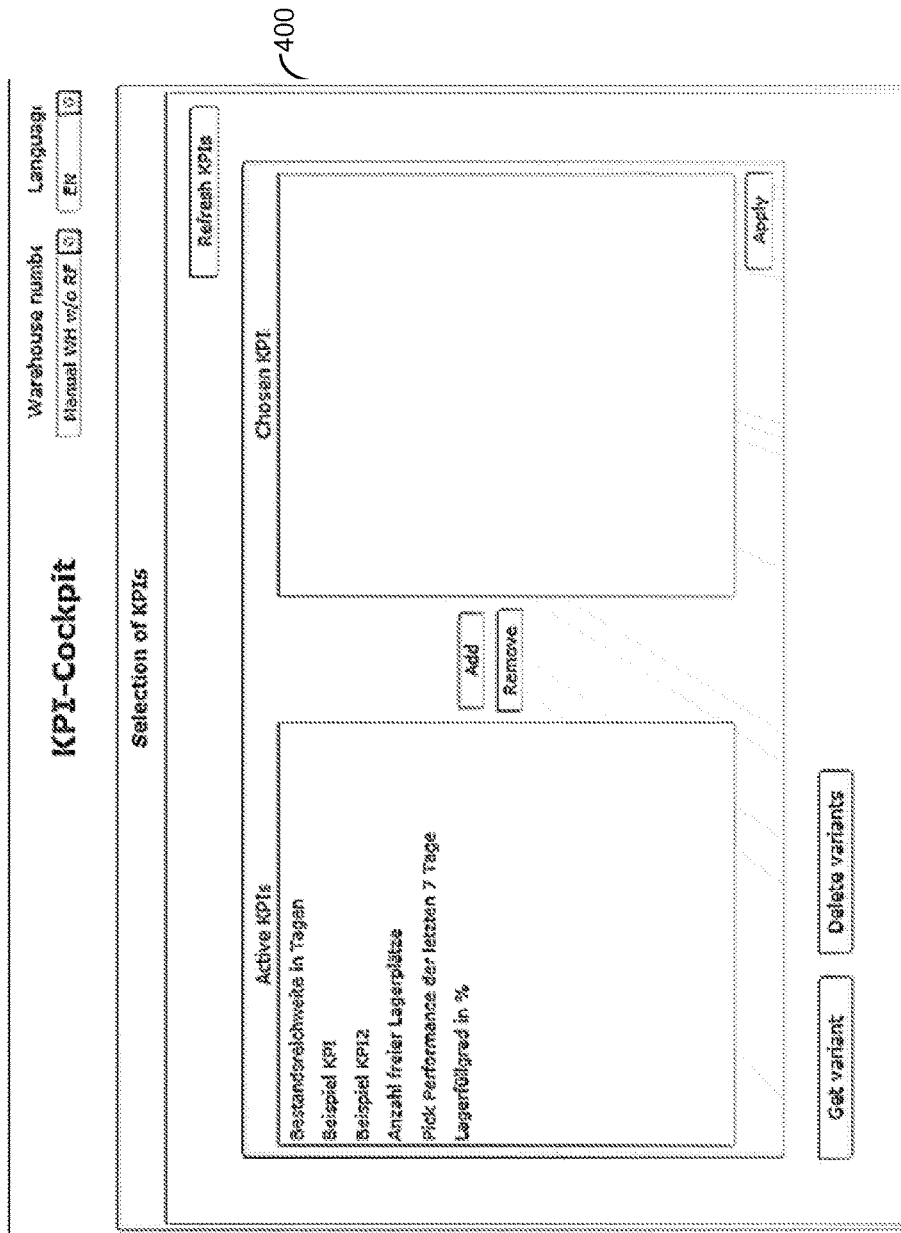 KPI-Cockpit
Warehouse numbe
Language
Manual WH w/o RF
EN
400
Selection of KPIs
Refresh KPIs
Active KPIs
Chosen KPI
Bestandsreichweite in Tagen
Beispiel KPI
Beispiel KPI2
Anzahl freier Lagerplätze
Pick Performance der letzten 7 Tage
Lagerfüllgrad in %
Add
Remove
Apply
Get variant
Delete variants